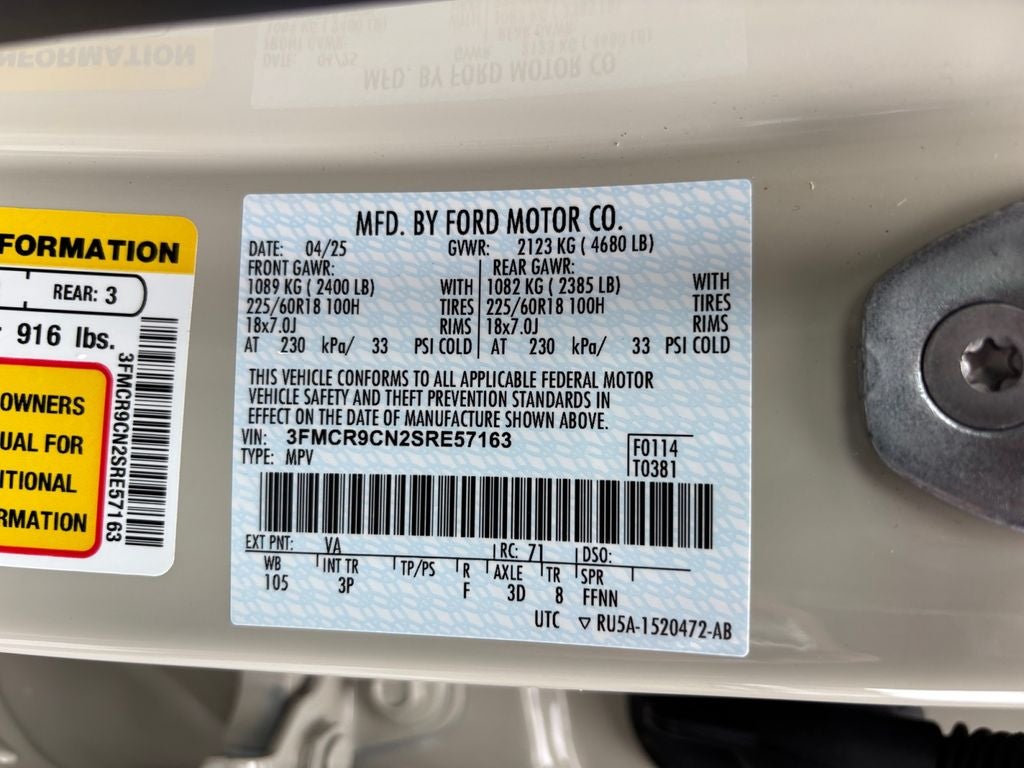 MFD. BY FORD MOTOR CO.
DATE: 04/25 GVWR: 2123 KG ( 4680 LB)
FRONT GAWR: REAR GAWR:
1089 KG ( 2400 LB) WITH 1082 KG ( 2385 LB) WITH
225/60R18 100H TIRES 225/60R18 100H TIRES
18x7.0J RIMS 18x7.0J RIMS
AT 230 kPa/ 33 PSI COLD AT 230 kPa/ 33 PSI COLD
THIS VEHICLE CONFORMS TO ALL APPLICABLE FEDERAL MOTOR
VEHICLE SAFETY AND THEFT PREVENTION STANDARDS IN
EFFECT ON THE DATE OF MANUFACTURE SHOWN ABOVE.
VIN: 3FMCR9CN2SRE57163
TYPE: MPV
F0114
T0381
EXT PNT: VA RC: 71 DSO:
WB INT TR TP/PS R AXLE TR SPR
105 3P F 3D 8 FFNN
UTC ▽ RU5A-1520472-AB
FORMATION
REAR: 3
916 lbs.
OWNERS
UAL FOR
ITIONAL
RMATION
3FMCR9CN2SRE57163